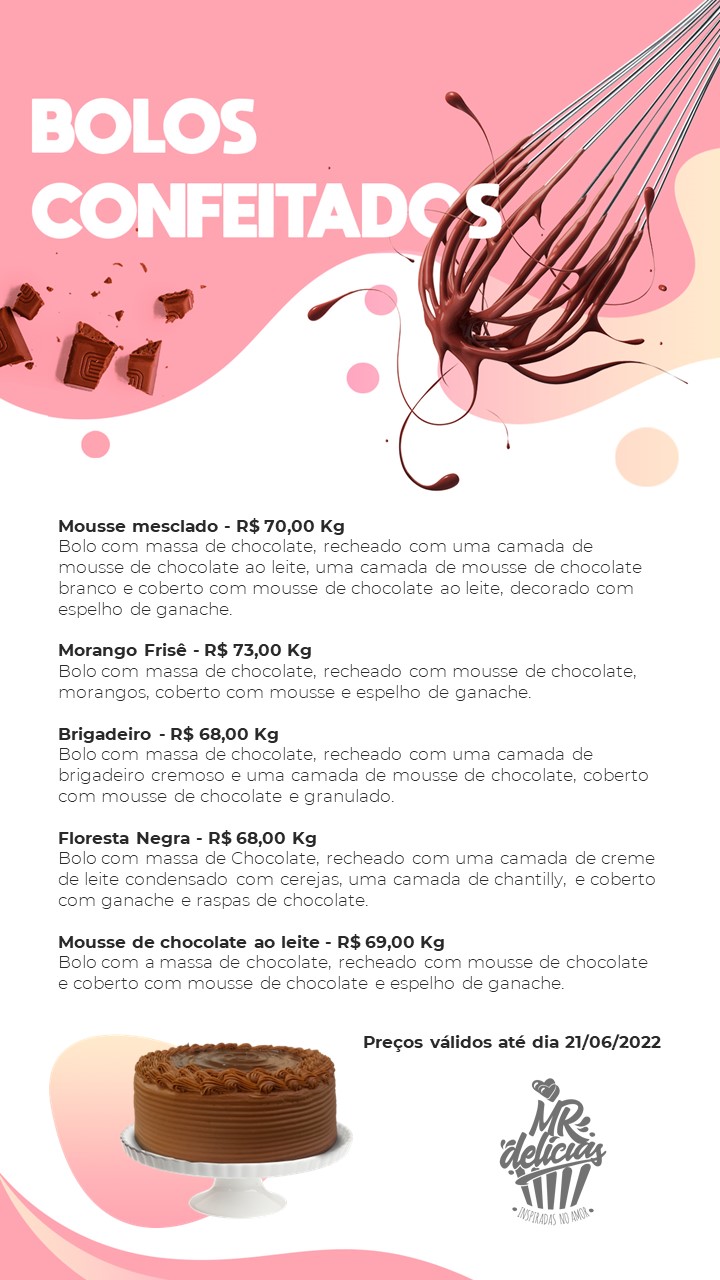 BOLOS
CONFEITADOS
Mousse mesclado - R$ 70,00 Kg
Bolo com massa de chocolate, recheado com uma camada de
mousse de chocolate ao leite, uma camada de mousse de chocolate
branco e coberto com mousse de chocolate ao leite, decorado com
espelho de ganache.
Morango Frisê - R$ 73,00 Kg
Bolo com massa de chocolate, recheado com mousse de chocolate,
morangos, coberto com mousse e espelho de ganache.
Brigadeiro - R$ 68,00 Kg
Bolo com massa de chocolate, recheado com uma camada de
brigadeiro cremoso e uma camada de mousse de chocolate, coberto
com mousse de chocolate e granulado.
Floresta Negra - R$ 68,00 Kg
Bolo com massa de Chocolate, recheado com uma camada de creme
de leite condensado com cerejas, uma camada de chantilly, e coberto
com ganache e raspas de chocolate.
Mousse de chocolate ao leite - R$ 69,00 Kg
Bolo com a massa de chocolate, recheado com mousse de chocolate
e coberto com mousse de chocolate e espelho de ganache.
Preços válidos até dia 21/06/2022
MR
delícias
• INSPIRADAS NO AMOR •